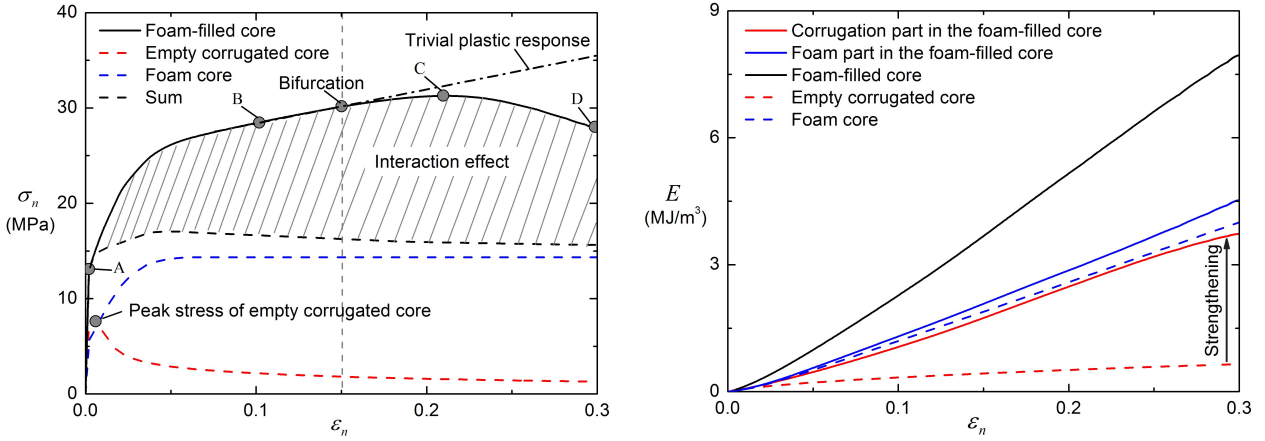 40
30
20
10
0
σn
(MPa)
Foam-filled core
Empty corrugated core
Foam core
Sum
Trivial plastic response
Bifurcation
A
B
C
D
Interaction effect
Peak stress of empty corrugated core
0.0
0.1
0.2
0.3
εn
9
6
3
0
E
(MJ/m³)
Corrugation part in the foam-filled core
Foam part in the foam-filled core
Foam-filled core
Empty corrugated core
Foam core
Strengthening
0.0
0.1
0.2
0.3
εn